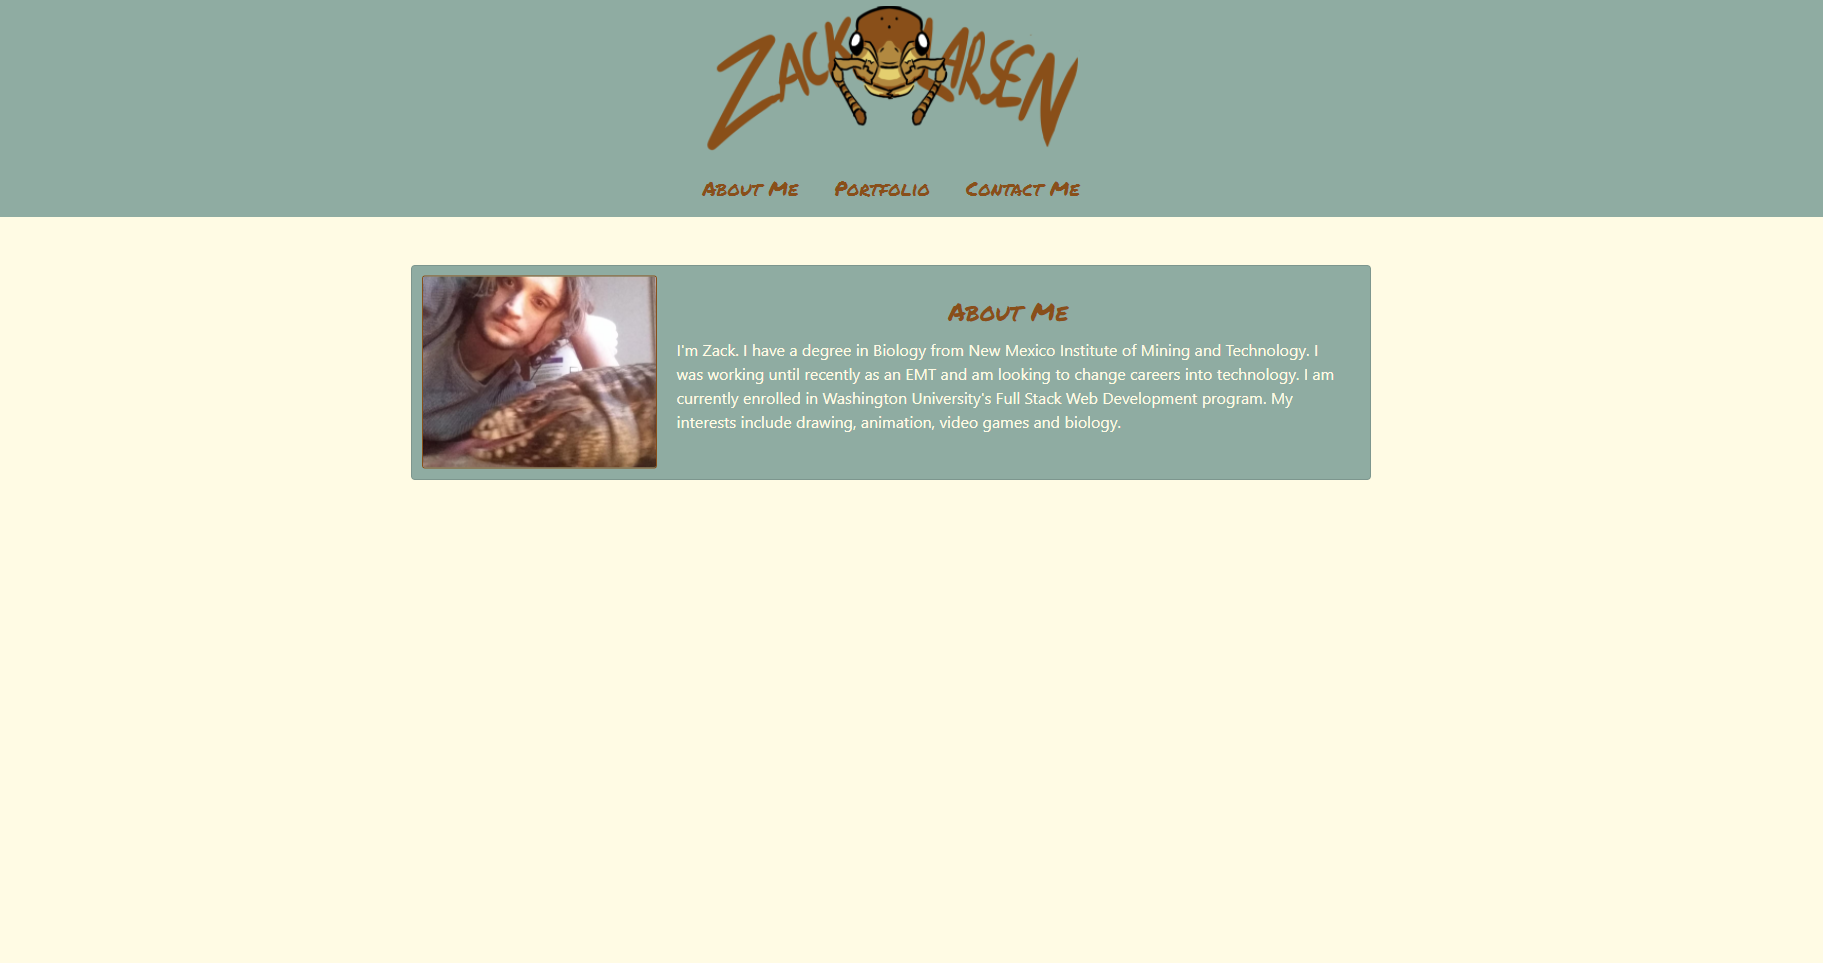 Zack Larsen
About Me
Portfolio
Contact Me
About Me
I'm Zack. I have a degree in Biology from New Mexico Institute of Mining and Technology. I
was working until recently as an EMT and am looking to change careers into technology. I am
currently enrolled in Washington University's Full Stack Web Development program. My
interests include drawing, animation, video games and biology.